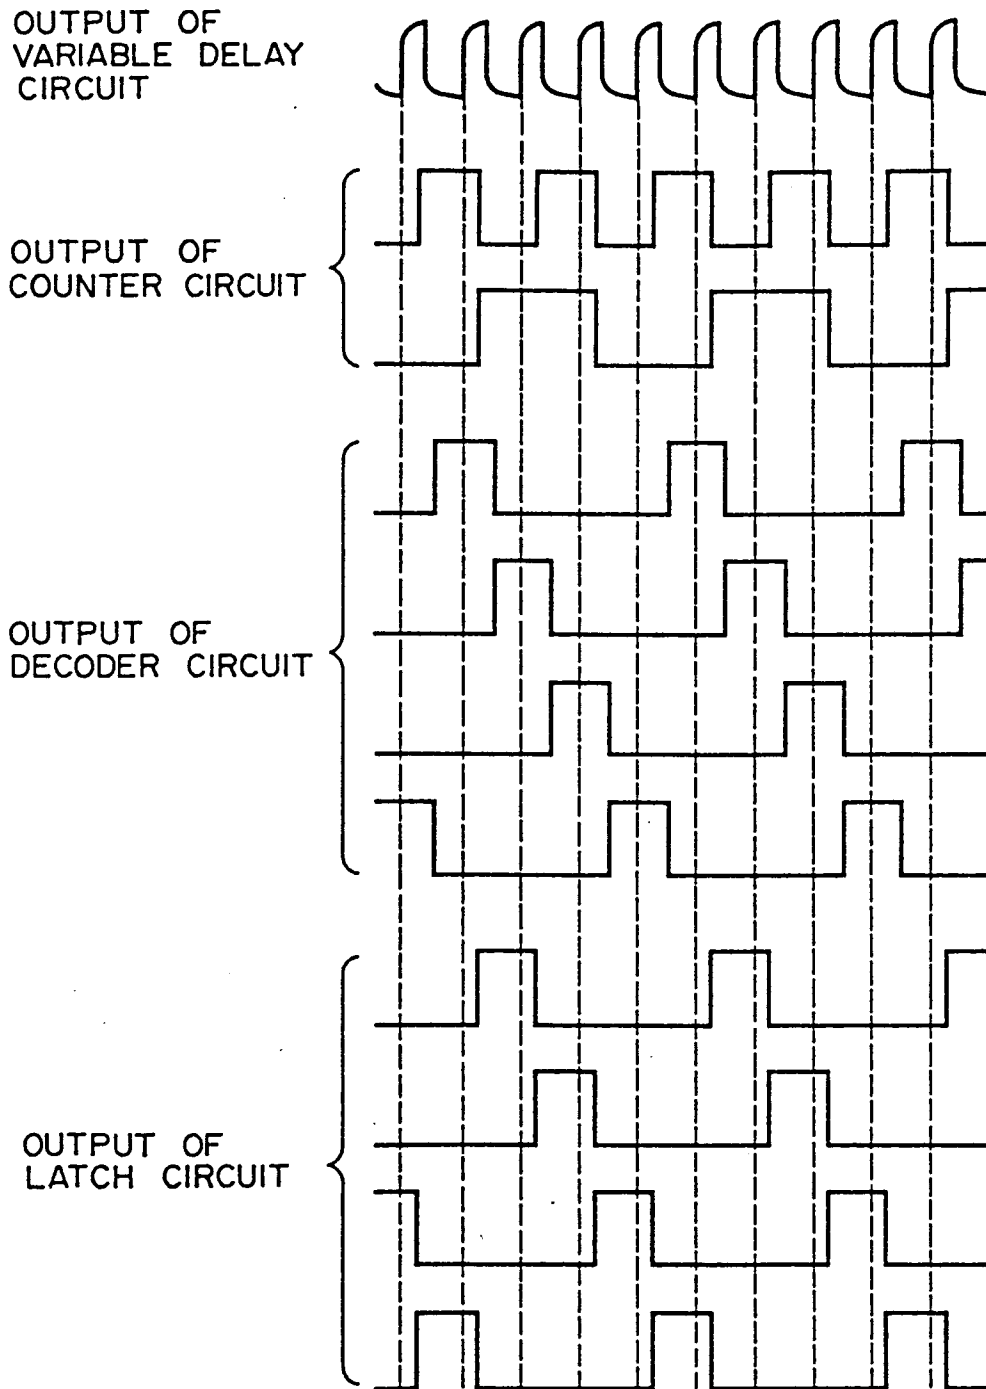 OUTPUT OF
VARIABLE DELAY
CIRCUIT
OUTPUT OF
COUNTER CIRCUIT
OUTPUT OF
DECODER CIRCUIT
OUTPUT OF
LATCH CIRCUIT